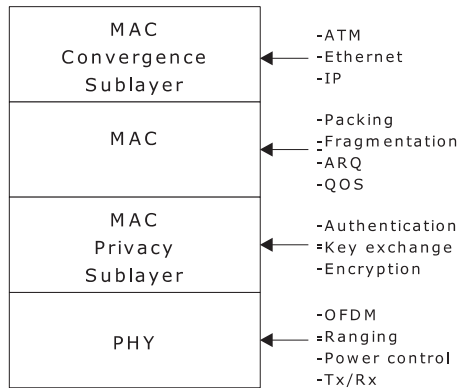 MAC
Convergence
Sublayer
-ATM
-Ethernet
-IP
MAC
-Packing
-Fragmentation
-ARQ
-QOS
MAC
Privacy
Sublayer
-Authentication
-Key exchange
-Encryption
PHY
-OFDM
-Ranging
-Power control
-Tx/Rx